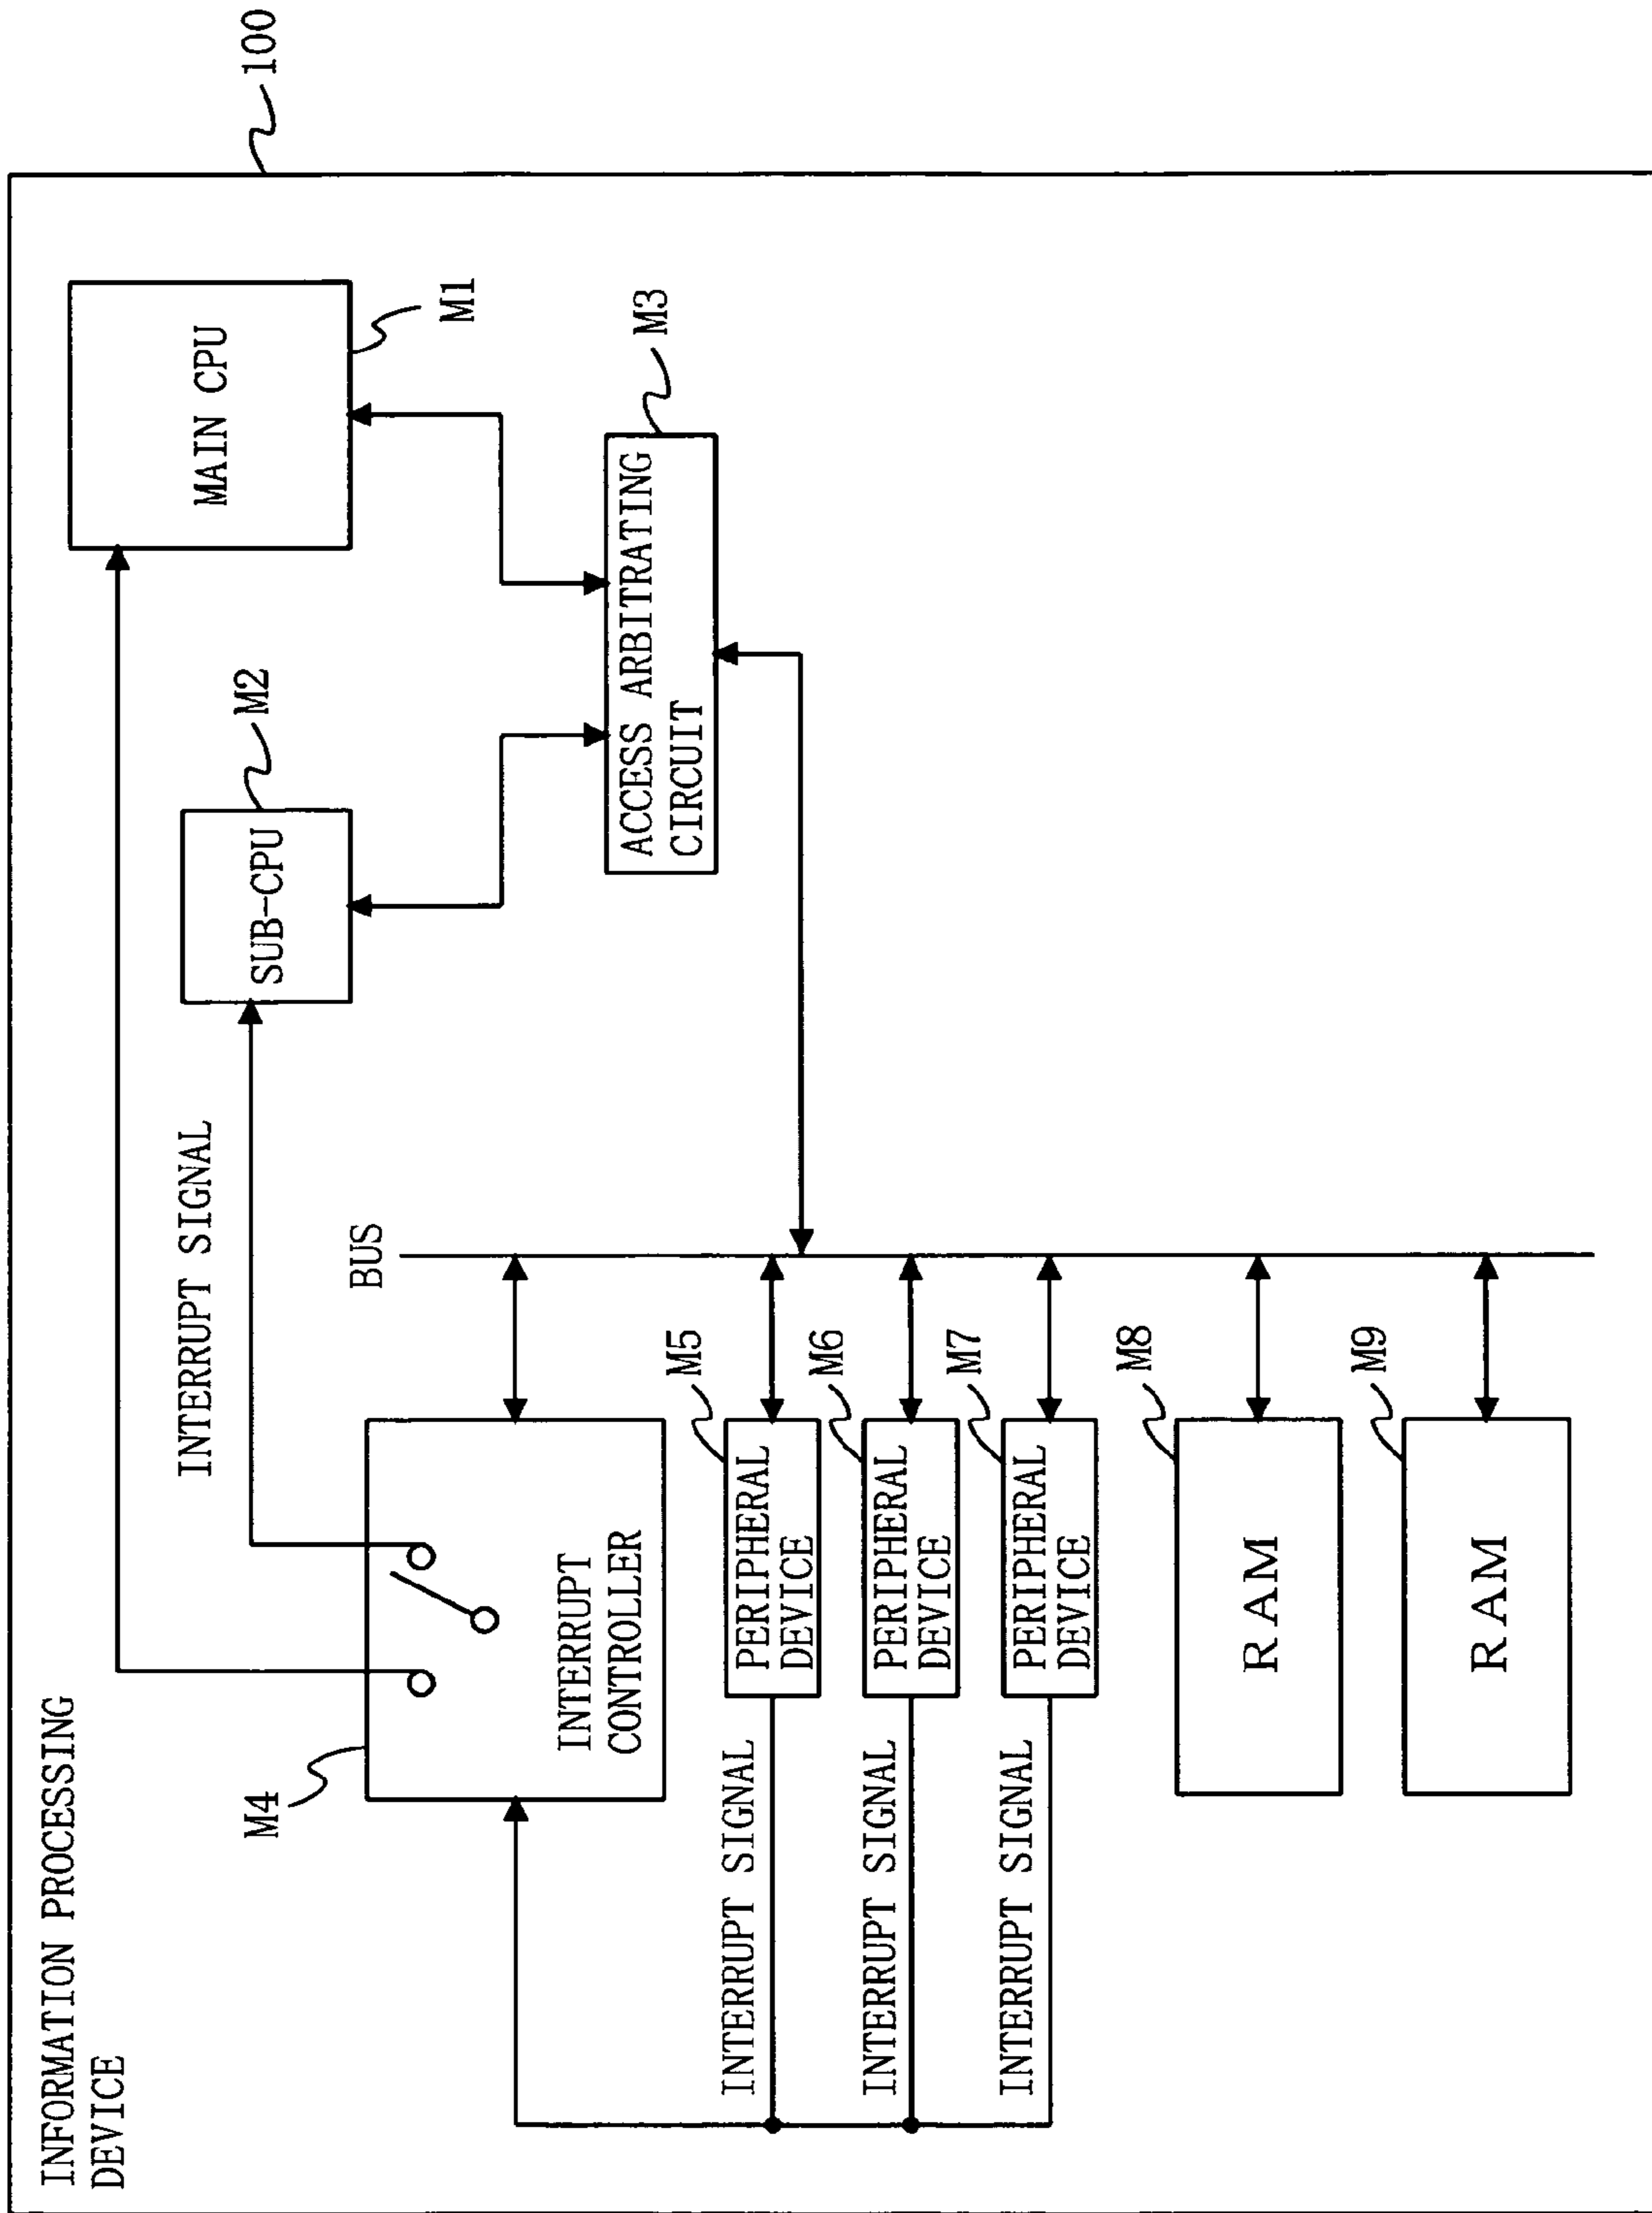 INFORMATION PROCESSING
DEVICE
100
MAIN CPU
M1
SUB-CPU
M2
INTERRUPT SIGNAL
M3
ACCESS ARBITRATING
CIRCUIT
BUS
M4
INTERRUPT
CONTROLLER
M5
PERIPHERAL
DEVICE
INTERRUPT SIGNAL
M6
PERIPHERAL
DEVICE
INTERRUPT SIGNAL
M7
PERIPHERAL
DEVICE
INTERRUPT SIGNAL
M8
RAM
M9
RAM